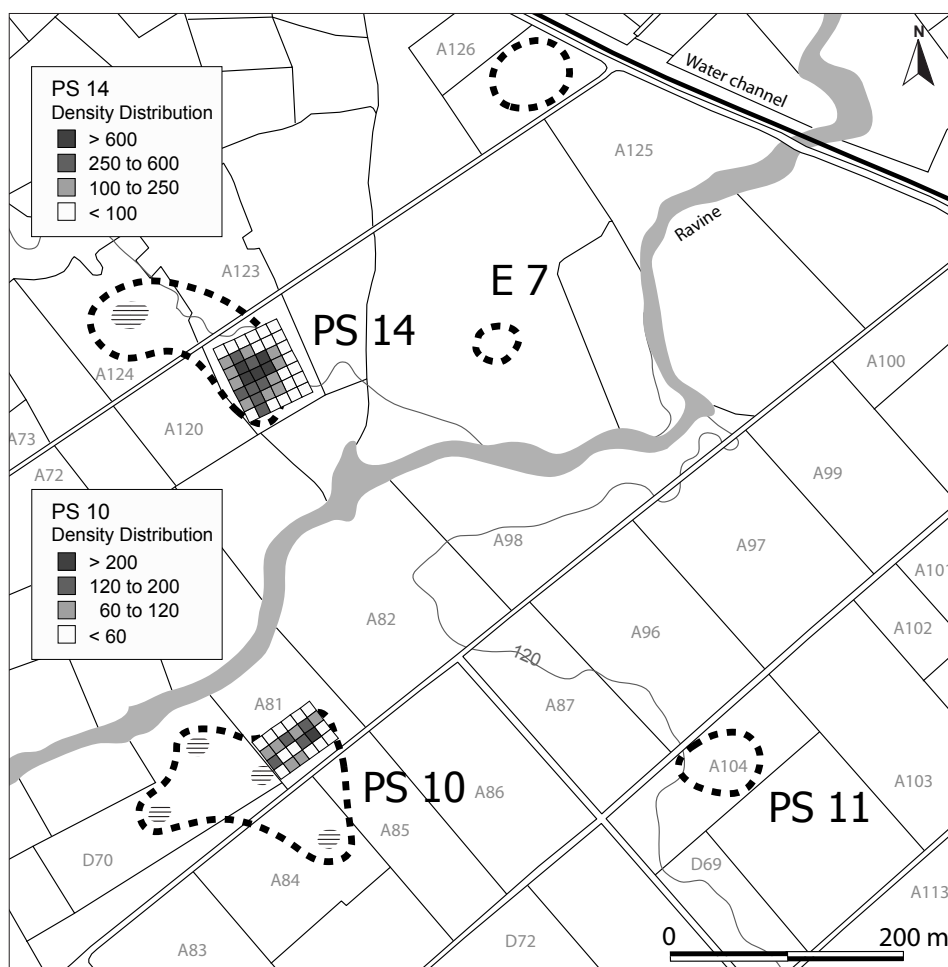 A126
N
Water channel
PS 14
Density Distribution
> 600
250 to 600
100 to 250
< 100
A125
Ravine
A123
E 7
PS 14
A124
A100
A120
A73
A72
A99
PS 10
Density Distribution
> 200
120 to 200
60 to 120
< 60
A98
A97
A101
A82
A96
A102
120
A81
A87
A104
A103
PS 10
A86
PS 11
A85
D70
A84
D69
A113
A83
D72
0
200 m